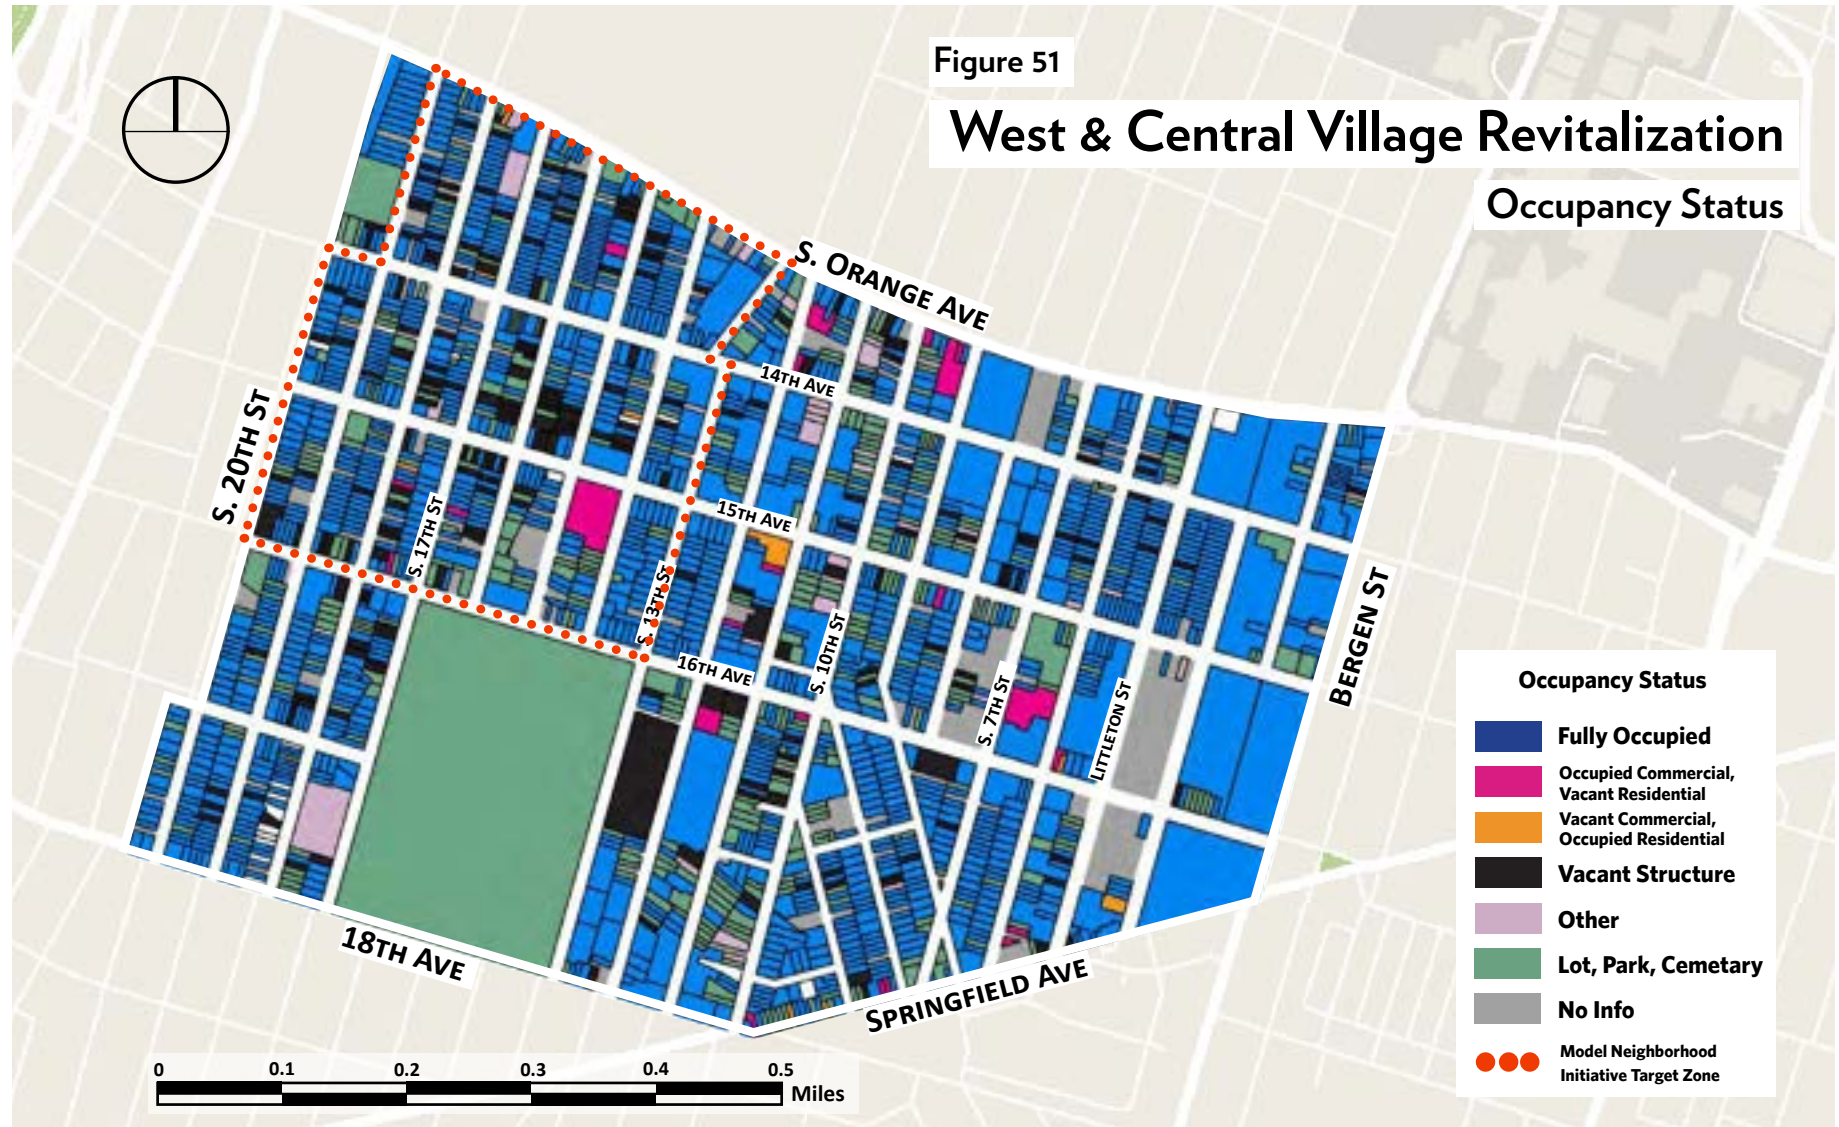 Figure 51
West & Central Village Revitalization
Occupancy Status
S. ORANGE AVE
14TH AVE
S. 20TH ST
S. 17TH ST
15TH AVE
S. 13TH ST
S. 10TH ST
16TH AVE
S. 7TH ST
LITTLETON ST
BERGEN ST
18TH AVE
SPRINGFIELD AVE
Occupancy Status
Fully Occupied
Occupied Commercial,
Vacant Residential
Vacant Commercial,
Occupied Residential
Vacant Structure
Other
Lot, Park, Cemetary
No Info
Model Neighborhood
Initiative Target Zone
0 0.1 0.2 0.3 0.4 0.5
Miles